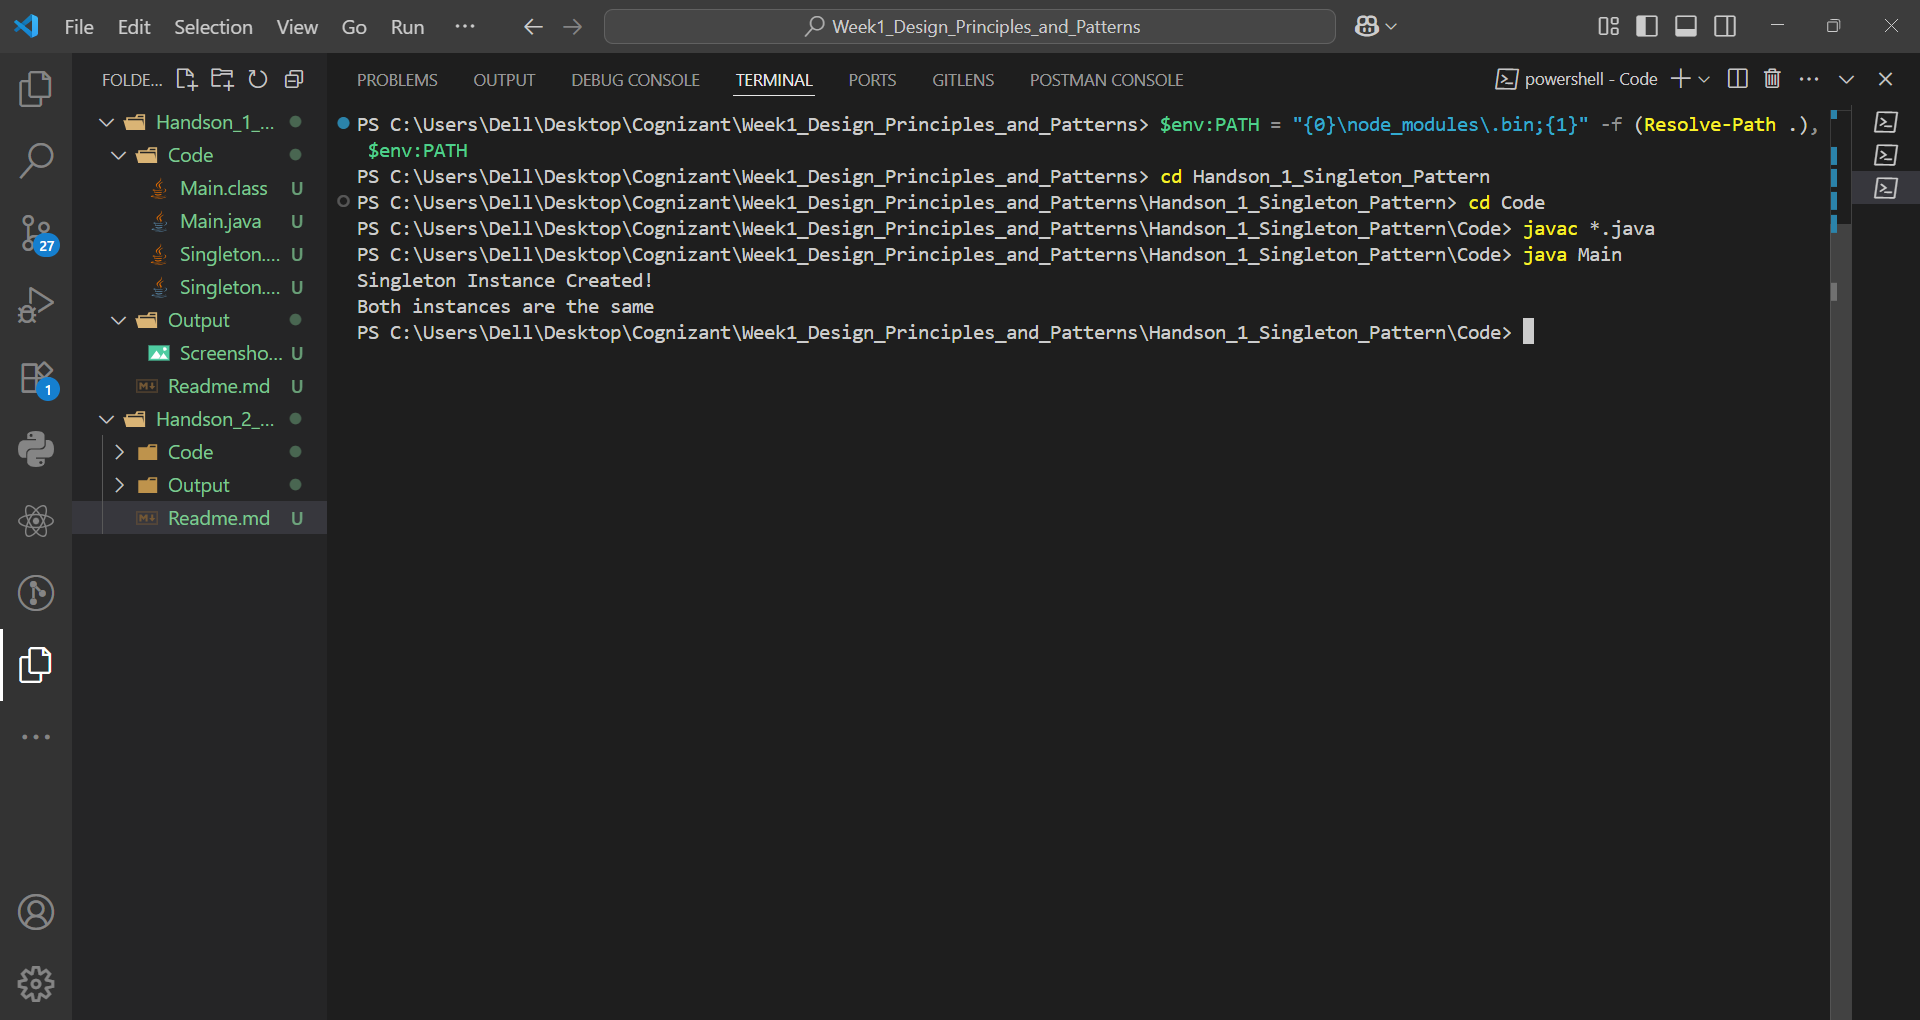 File Edit Selection View Go Run ··· Week1_Design_Principles_and_Patterns
FOLDE...
Handson_1_...
Code
Main.class U
Main.java U
Singleton.... U
Singleton.... U
Output
Screensho... U
Readme.md U
Handson_2_...
Code
Output
Readme.md U
27
1
PROBLEMS OUTPUT DEBUG CONSOLE TERMINAL PORTS GITLENS POSTMAN CONSOLE powershell - Code
PS C:\Users\Dell\Desktop\Cognizant\Week1_Design_Principles_and_Patterns> $env:PATH = "{0}\node_modules\.bin;{1}" -f (Resolve-Path .),
$env:PATH
PS C:\Users\Dell\Desktop\Cognizant\Week1_Design_Principles_and_Patterns> cd Handson_1_Singleton_Pattern
PS C:\Users\Dell\Desktop\Cognizant\Week1_Design_Principles_and_Patterns\Handson_1_Singleton_Pattern> cd Code
PS C:\Users\Dell\Desktop\Cognizant\Week1_Design_Principles_and_Patterns\Handson_1_Singleton_Pattern\Code> javac *.java
PS C:\Users\Dell\Desktop\Cognizant\Week1_Design_Principles_and_Patterns\Handson_1_Singleton_Pattern\Code> java Main
Singleton Instance Created!
Both instances are the same
PS C:\Users\Dell\Desktop\Cognizant\Week1_Design_Principles_and_Patterns\Handson_1_Singleton_Pattern\Code>